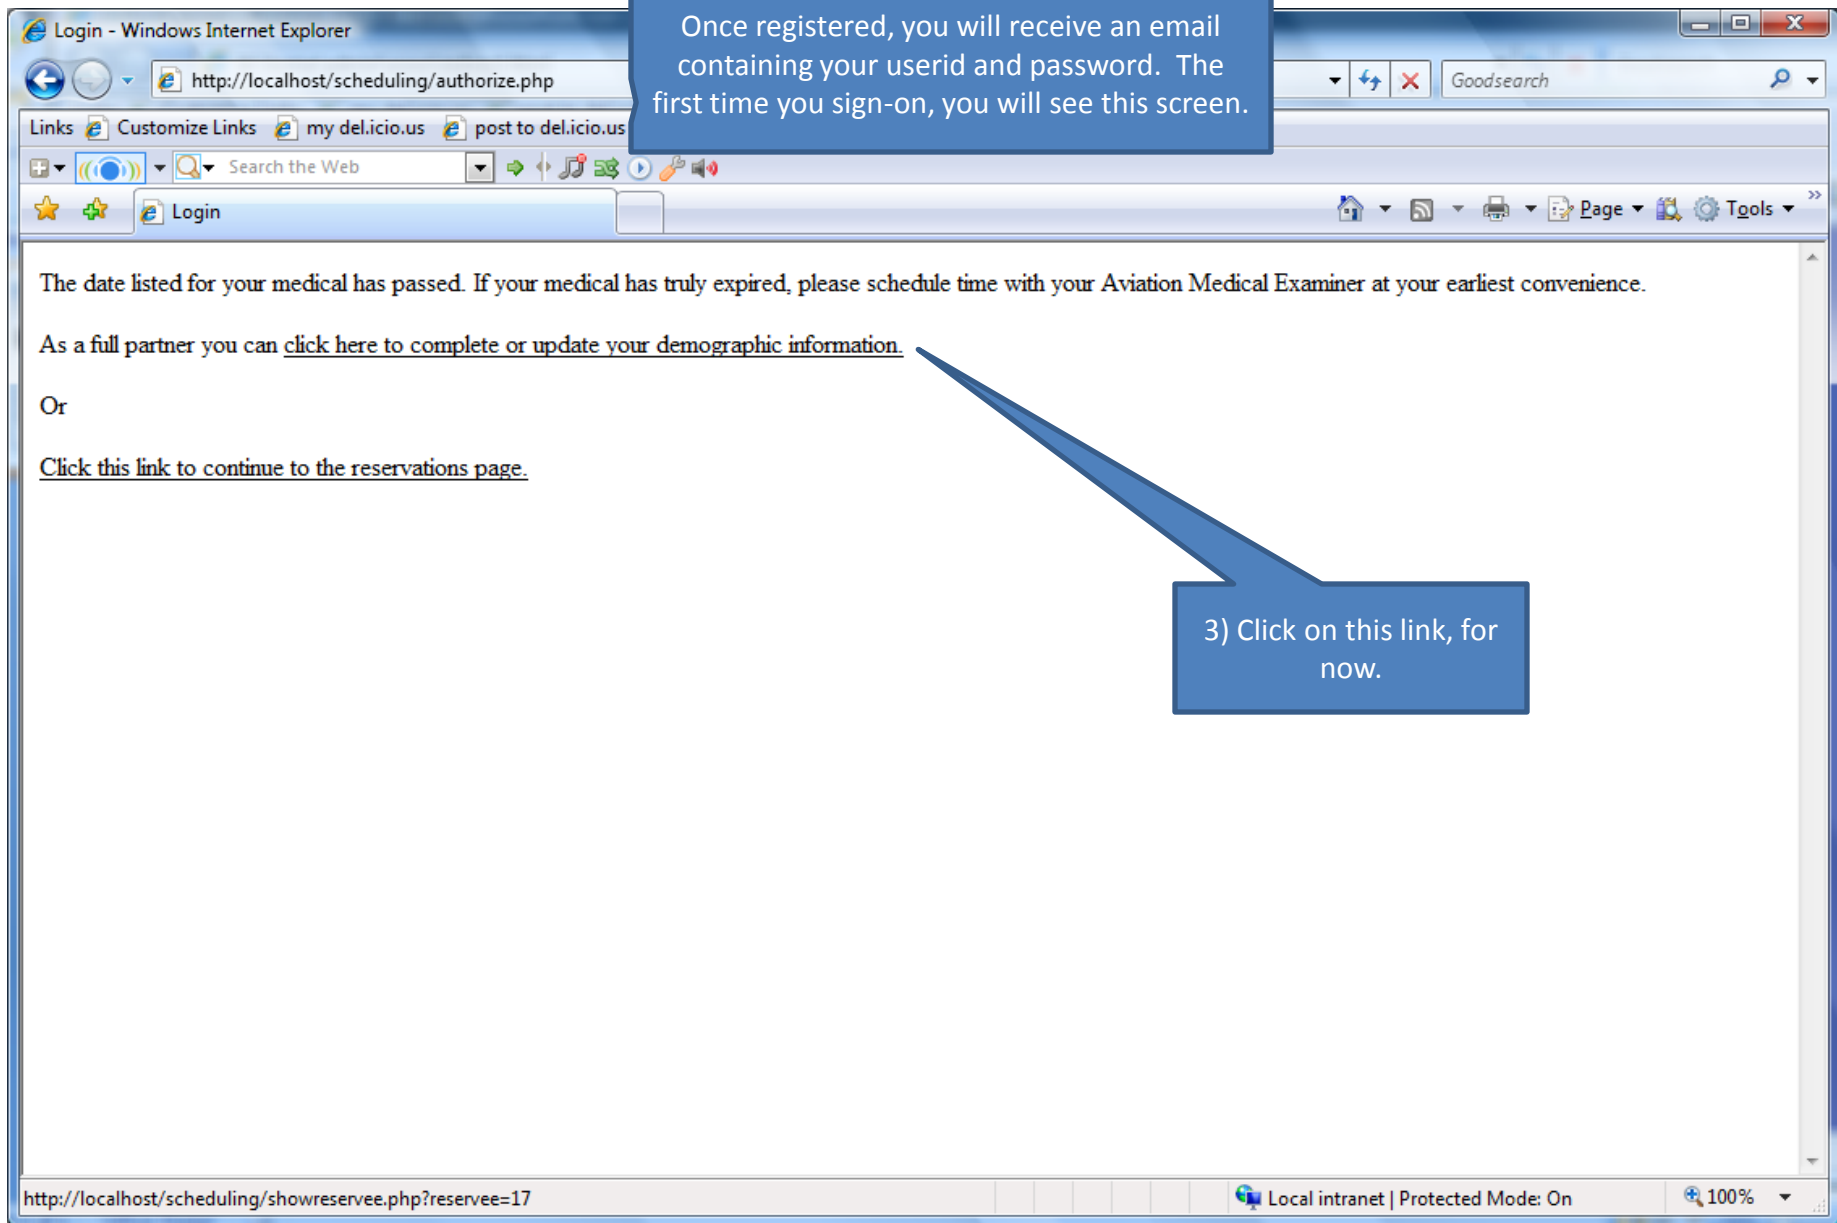 Login - Windows Internet Explorer
Once registered, you will receive an email
containing your userid and password.  The
first time you sign-on, you will see this screen.
http://localhost/scheduling/authorize.php
Goodsearch
Links Customize Links my del.icio.us post to del.icio.us
Search the Web
Login
Page Tools
The date listed for your medical has passed. If your medical has truly expired, please schedule time with your Aviation Medical Examiner at your earliest convenience.
As a full partner you can click here to complete or update your demographic information.
Or
Click this link to continue to the reservations page.
3) Click on this link, for
now.
http://localhost/scheduling/showreservee.php?reservee=17
Local intranet | Protected Mode: On
100%